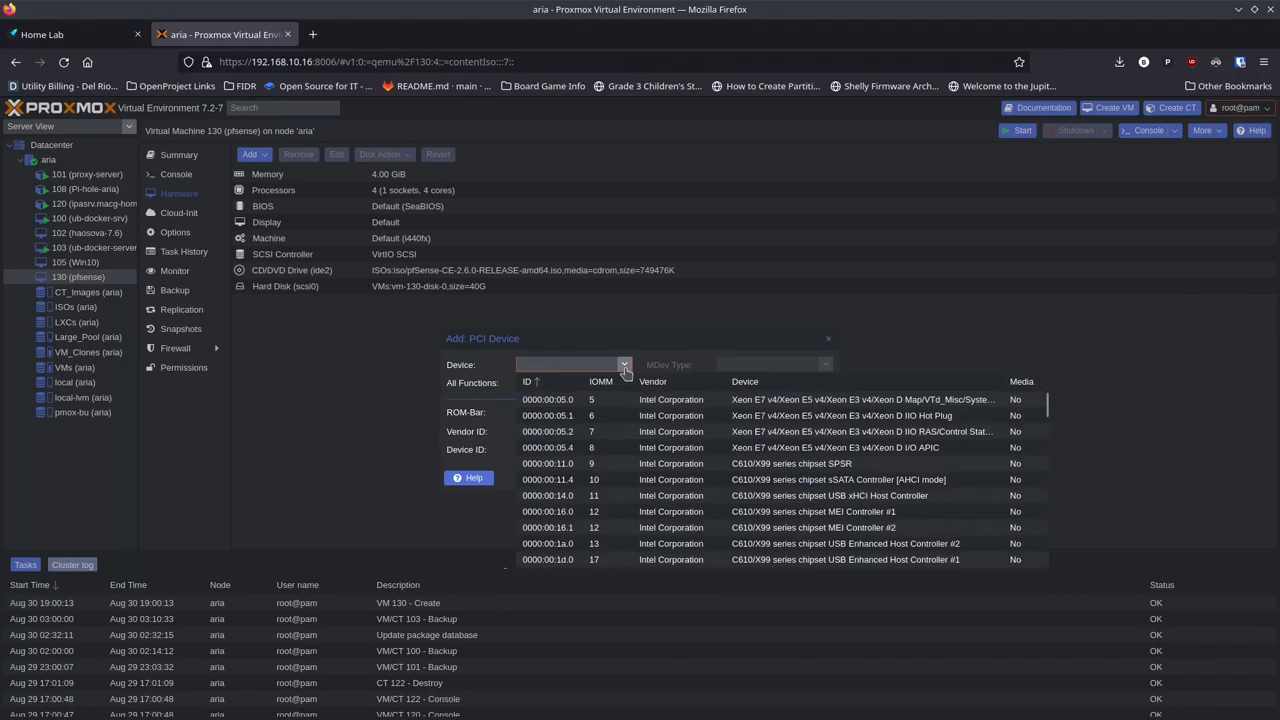 aria - Proxmox Virtual Environment — Mozilla Firefox
Home Lab
aria - Proxmox Virtual Envi
https://192.168.10.16:8006/#v1:0:=qemu%2F130:4::=contentIso:::7::
Utility Billing - Del Rio... OpenProject Links FIDR Open Source for IT - ... README.md · main · ... Board Game Info Grade 3 Children's St... How to Create Partiti... Shelly Firmware Arch... Welcome to the Jupit... Other Bookmarks
PROXMOX Virtual Environment 7.2-7 Search Documentation Create VM Create CT root@pam
Server View
Virtual Machine 130 (pfsense) on node 'aria' Start Shutdown Console More Help
Datacenter
aria
101 (proxy-server)
108 (Pi-hole-aria)
120 (ipasrv.macg-hom
100 (ub-docker-srv)
102 (haosova-7.6)
103 (ub-docker-server
105 (Win10)
130 (pfsense)
CT_Images (aria)
ISOs (aria)
LXCs (aria)
Large_Pool (aria)
VM_Clones (aria)
VMs (aria)
local (aria)
local-lvm (aria)
pmox-bu (aria)
Summary
Console
Hardware
Cloud-Init
Options
Task History
Monitor
Backup
Replication
Snapshots
Firewall
Permissions
Add Remove Edit Disk Action Revert
Memory 4.00 GiB
Processors 4 (1 sockets, 4 cores)
BIOS Default (SeaBIOS)
Display Default
Machine Default (i440fx)
SCSI Controller VirtIO SCSI
CD/DVD Drive (ide2) ISOs:iso/pfSense-CE-2.6.0-RELEASE-amd64.iso,media=cdrom,size=749476K
Hard Disk (scsi0) VMs:vm-130-disk-0,size=40G
Add: PCI Device
Device:
MDev Type:
All Functions:
ROM-Bar:
Vendor ID:
Device ID:
Help
ID IOMM Vendor Device Media
0000:00:05.0 5 Intel Corporation Xeon E7 v4/Xeon E5 v4/Xeon E3 v4/Xeon D Map/VTd_Misc/Syste... No
0000:00:05.1 6 Intel Corporation Xeon E7 v4/Xeon E5 v4/Xeon E3 v4/Xeon D IIO Hot Plug No
0000:00:05.2 7 Intel Corporation Xeon E7 v4/Xeon E5 v4/Xeon E3 v4/Xeon D IIO RAS/Control Stat... No
0000:00:05.4 8 Intel Corporation Xeon E7 v4/Xeon E5 v4/Xeon E3 v4/Xeon D I/O APIC No
0000:00:11.0 9 Intel Corporation C610/X99 series chipset SPSR No
0000:00:11.4 10 Intel Corporation C610/X99 series chipset sSATA Controller [AHCI mode] No
0000:00:14.0 11 Intel Corporation C610/X99 series chipset USB xHCI Host Controller No
0000:00:16.0 12 Intel Corporation C610/X99 series chipset MEI Controller #1 No
0000:00:16.1 12 Intel Corporation C610/X99 series chipset MEI Controller #2 No
0000:00:1a.0 13 Intel Corporation C610/X99 series chipset USB Enhanced Host Controller #2 No
0000:00:1d.0 17 Intel Corporation C610/X99 series chipset USB Enhanced Host Controller #1 No
Tasks Cluster log
Start Time End Time Node User name Description Status
Aug 30 19:00:13 Aug 30 19:00:13 aria root@pam VM 130 - Create OK
Aug 30 03:00:00 Aug 30 03:10:33 aria root@pam VM/CT 103 - Backup OK
Aug 30 02:32:11 Aug 30 02:32:15 aria root@pam Update package database OK
Aug 30 02:00:00 Aug 30 02:14:12 aria root@pam VM/CT 100 - Backup OK
Aug 29 23:00:07 Aug 29 23:03:32 aria root@pam VM/CT 101 - Backup OK
Aug 29 17:01:09 Aug 29 17:01:09 aria root@pam CT 122 - Destroy OK
Aug 29 17:00:48 Aug 29 17:00:48 aria root@pam VM/CT 122 - Console OK
Aug 29 17:00:47 Aug 29 17:00:48 aria root@pam VM/CT 120 - Console OK